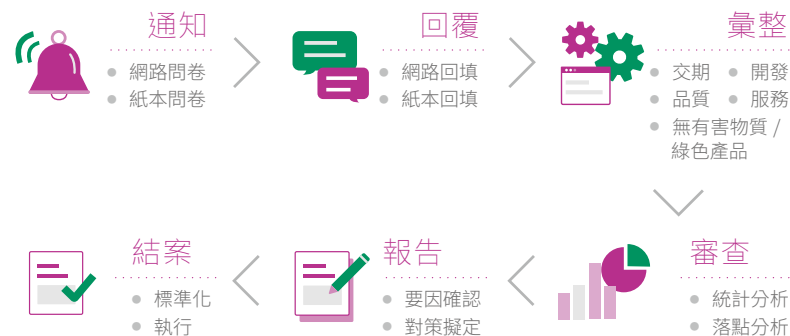 通知
網路問卷
紙本問卷
回覆
網路回填
紙本回填
彙整
交期
開發
品質
服務
無有害物質 /
綠色產品
審查
統計分析
落點分析
報告
要因確認
對策擬定
結案
標準化
執行